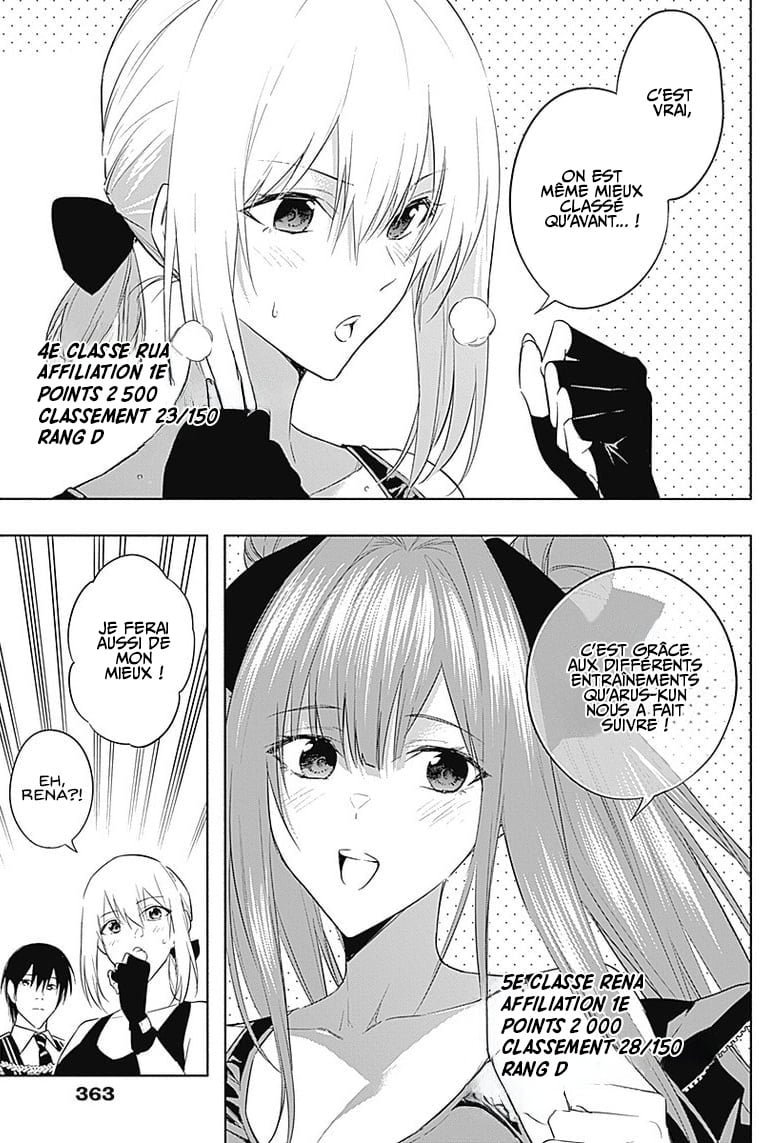 C'EST
VRAI,
ON EST
MÊME MIEUX
CLASSÉ
QU'AVANT... !
4E CLASSE RUA
AFFILIATION 1E
POINTS 2 500
CLASSEMENT 23/150
RANG D
C'EST GRÂCE
AUX DIFFÉRENTS
ENTRAÎNEMENTS
QU'ARUS-KUN
NOUS A FAIT
SUIVRE !
5E CLASSE RENA
AFFILIATION 1E
POINTS 2 000
CLASSEMENT 28/150
RANG D
JE FERAI
AUSSI DE
MON
MIEUX !
EH,
RENA?!
363